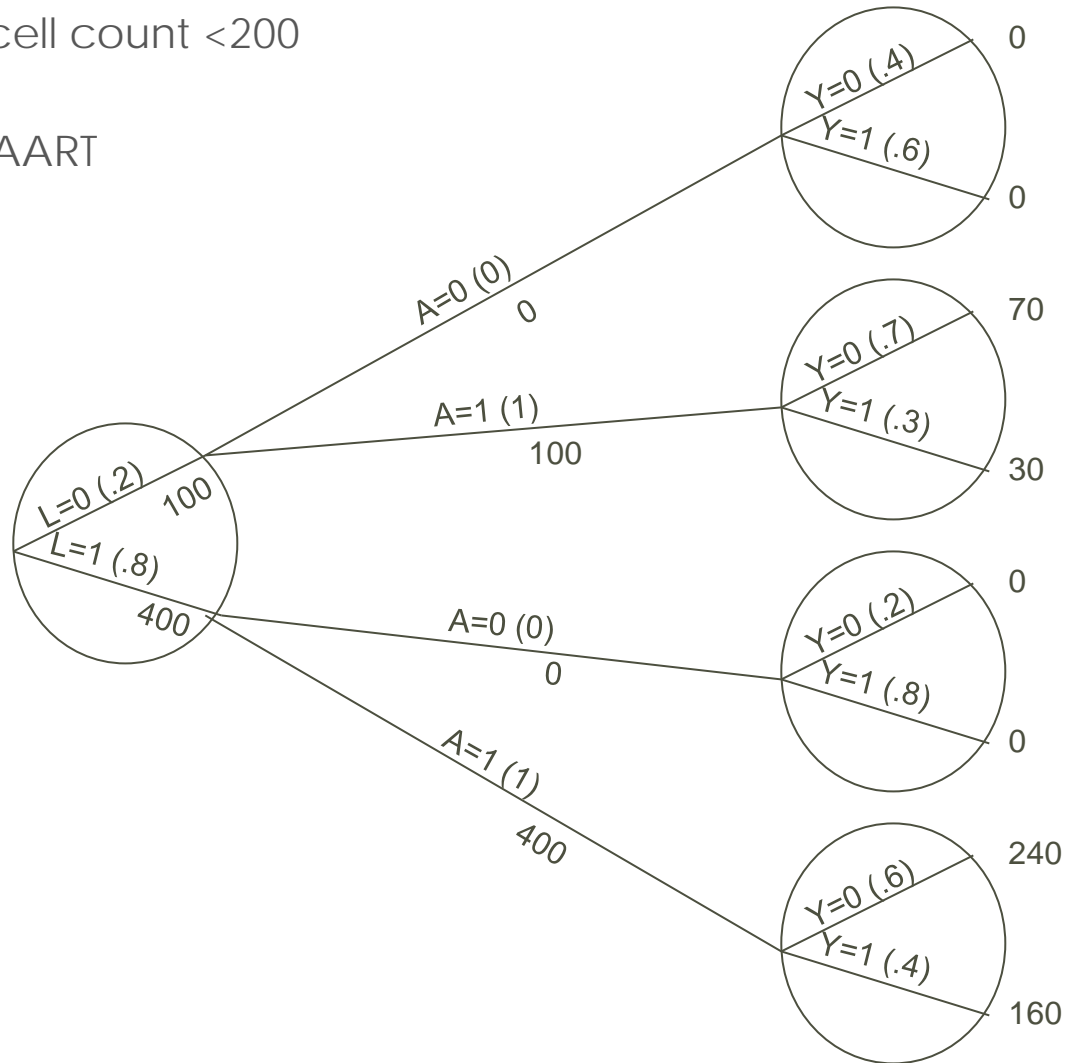 cell count <200
AART
A=0 (0)
0
A=1 (1)
100
L=0 (.2)
100
L=1 (.8)
400
A=0 (0)
0
A=1 (1)
400
Y=0 (.4)
0
Y=1 (.6)
0
Y=0 (.7)
70
Y=1 (.3)
30
Y=0 (.2)
0
Y=1 (.8)
0
Y=0 (.6)
240
Y=1 (.4)
160